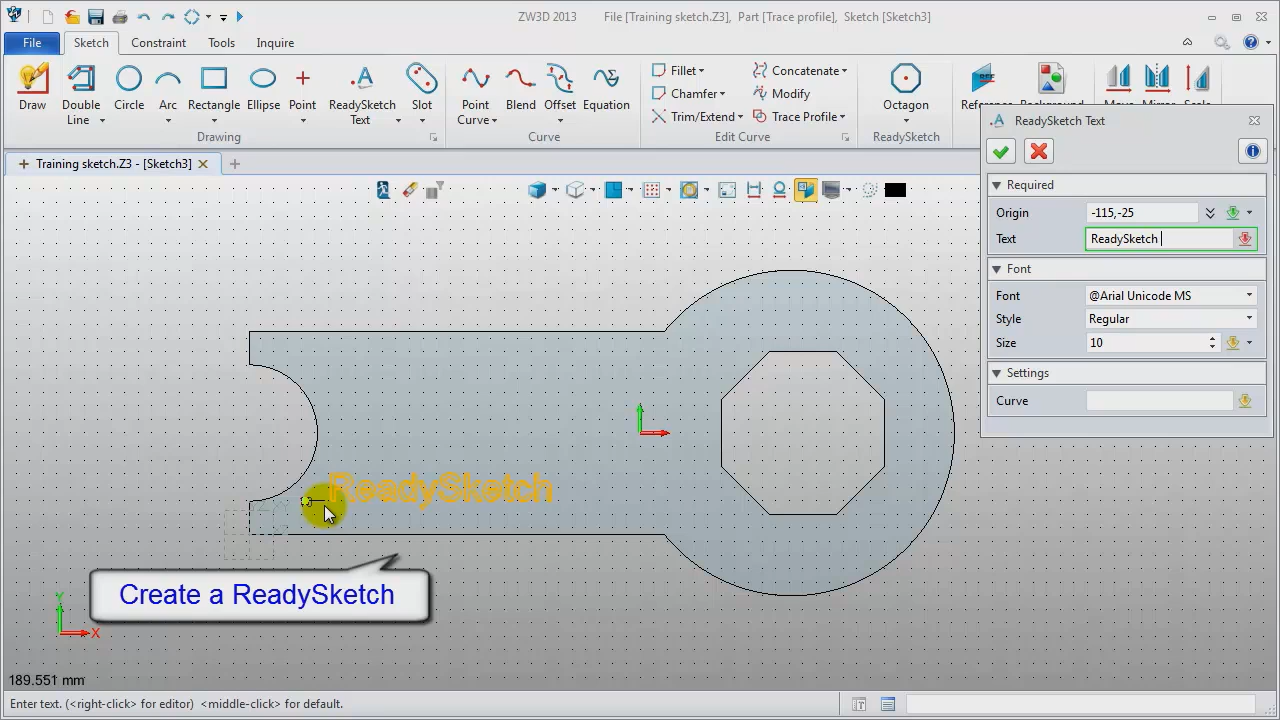 ZW3D 2013 File [Training sketch.Z3], Part [Trace profile], Sketch [Sketch3]
File Sketch Constraint Tools Inquire
Draw
Double Line
Circle
Arc
Rectangle
Ellipse
Point
ReadySketch Text
Slot
Drawing
Point Curve
Blend
Offset
Equation
Curve
Fillet
Chamfer
Trim/Extend
Concatenate
Modify
Trace Profile
Edit Curve
Octagon
ReadySketch
REF
Training sketch.Z3 - [Sketch3]
ReadySketch Text
Required
Origin -115,-25
Text ReadySketch
Font
Font @Arial Unicode MS
Style Regular
Size 10
Settings
Curve
ReadySketch
Create a ReadySketch
Y
X
189.551 mm
Enter text. (<right-click> for editor, <middle-click> for default.